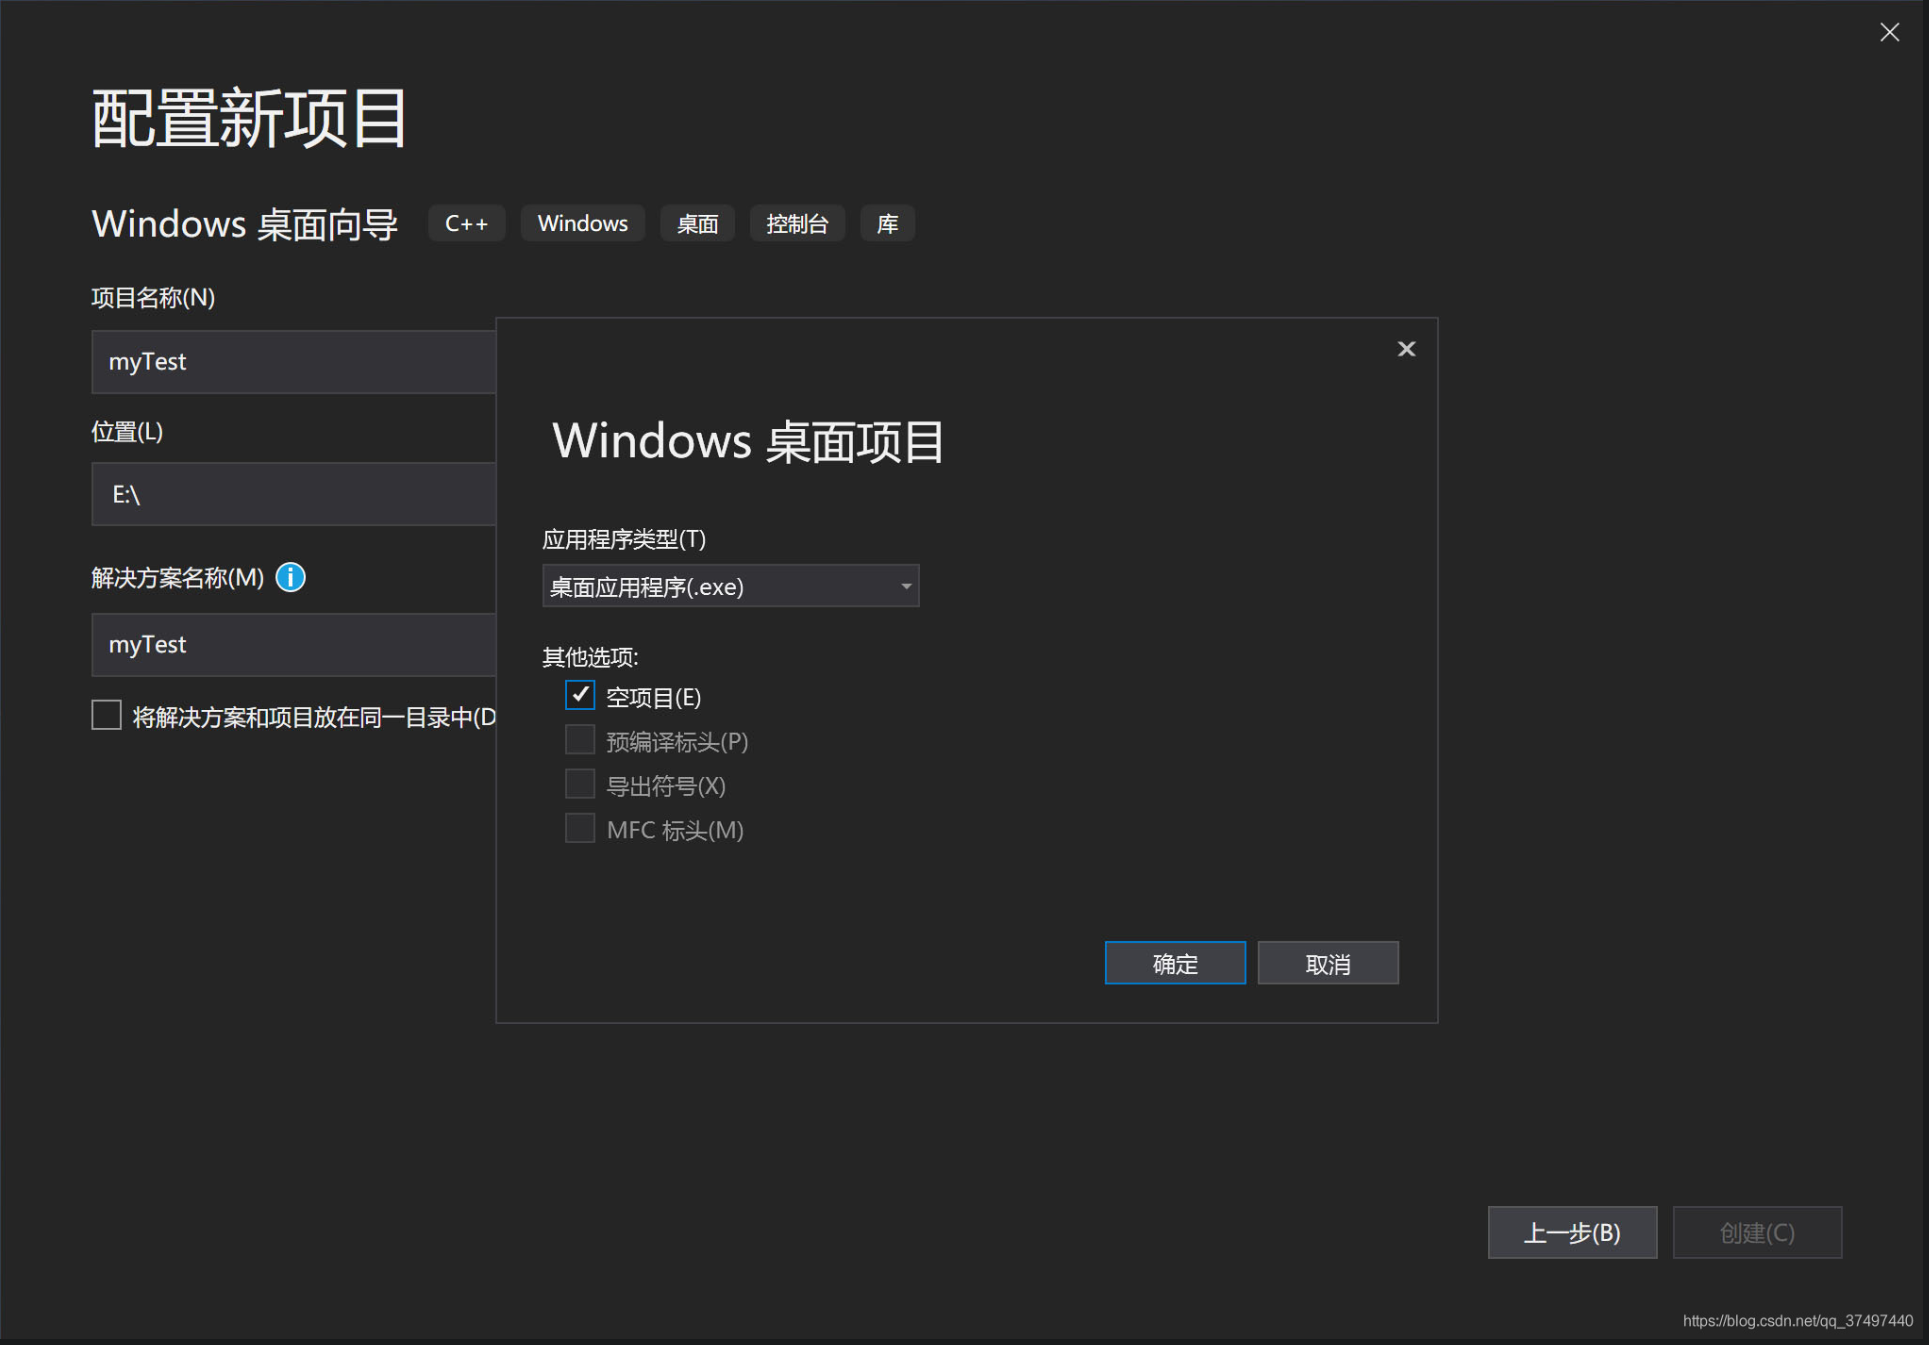 配置新项目
Windows 桌面向导 C++ Windows 桌面 控制台 库
项目名称(N)
myTest
位置(L)
E:\
解决方案名称(M)
myTest
将解决方案和项目放在同一目录中(D
Windows 桌面项目
应用程序类型(T)
桌面应用程序(.exe)
其他选项:
空项目(E)
预编译标头(P)
导出符号(X)
MFC 标头(M)
确定 取消
上一步(B) 创建(C)
https://blog.csdn.net/qq_37497440